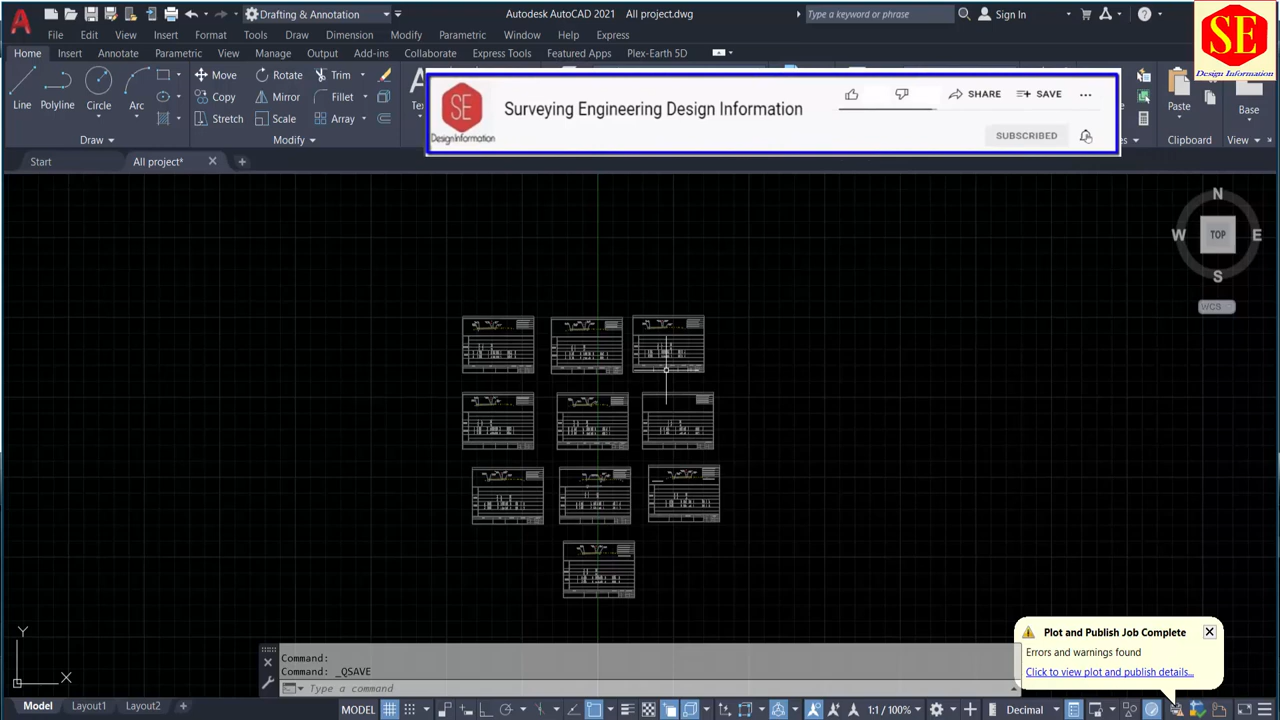 Drafting & Annotation
Autodesk AutoCAD 2021 All project.dwg
Type a keyword or phrase
Sign In
SE
Design Information
File Edit View Insert Format Tools Draw Dimension Modify Parametric Window Help Express
Home Insert Annotate Parametric View Manage Output Collaborate Add-ins Express Tools Featured Apps Plex-Earth 5D
Line Polyline Circle Arc
Move Rotate Trim
Copy Mirror Fillet
Stretch Scale Array
Paste
Base
Draw Modify Clipboard View
SE
Design Information
Surveying Engineering Design Information
SHARE SAVE
SUBSCRIBED
Start All project*
N
W TOP E
S
WCS
Y
X
Command:
Command: _QSAVE
Type a command
Plot and Publish Job Complete
Errors and warnings found
Click to view plot and publish details...
Model Layout1 Layout2
MODEL
1:1 / 100%
Decimal